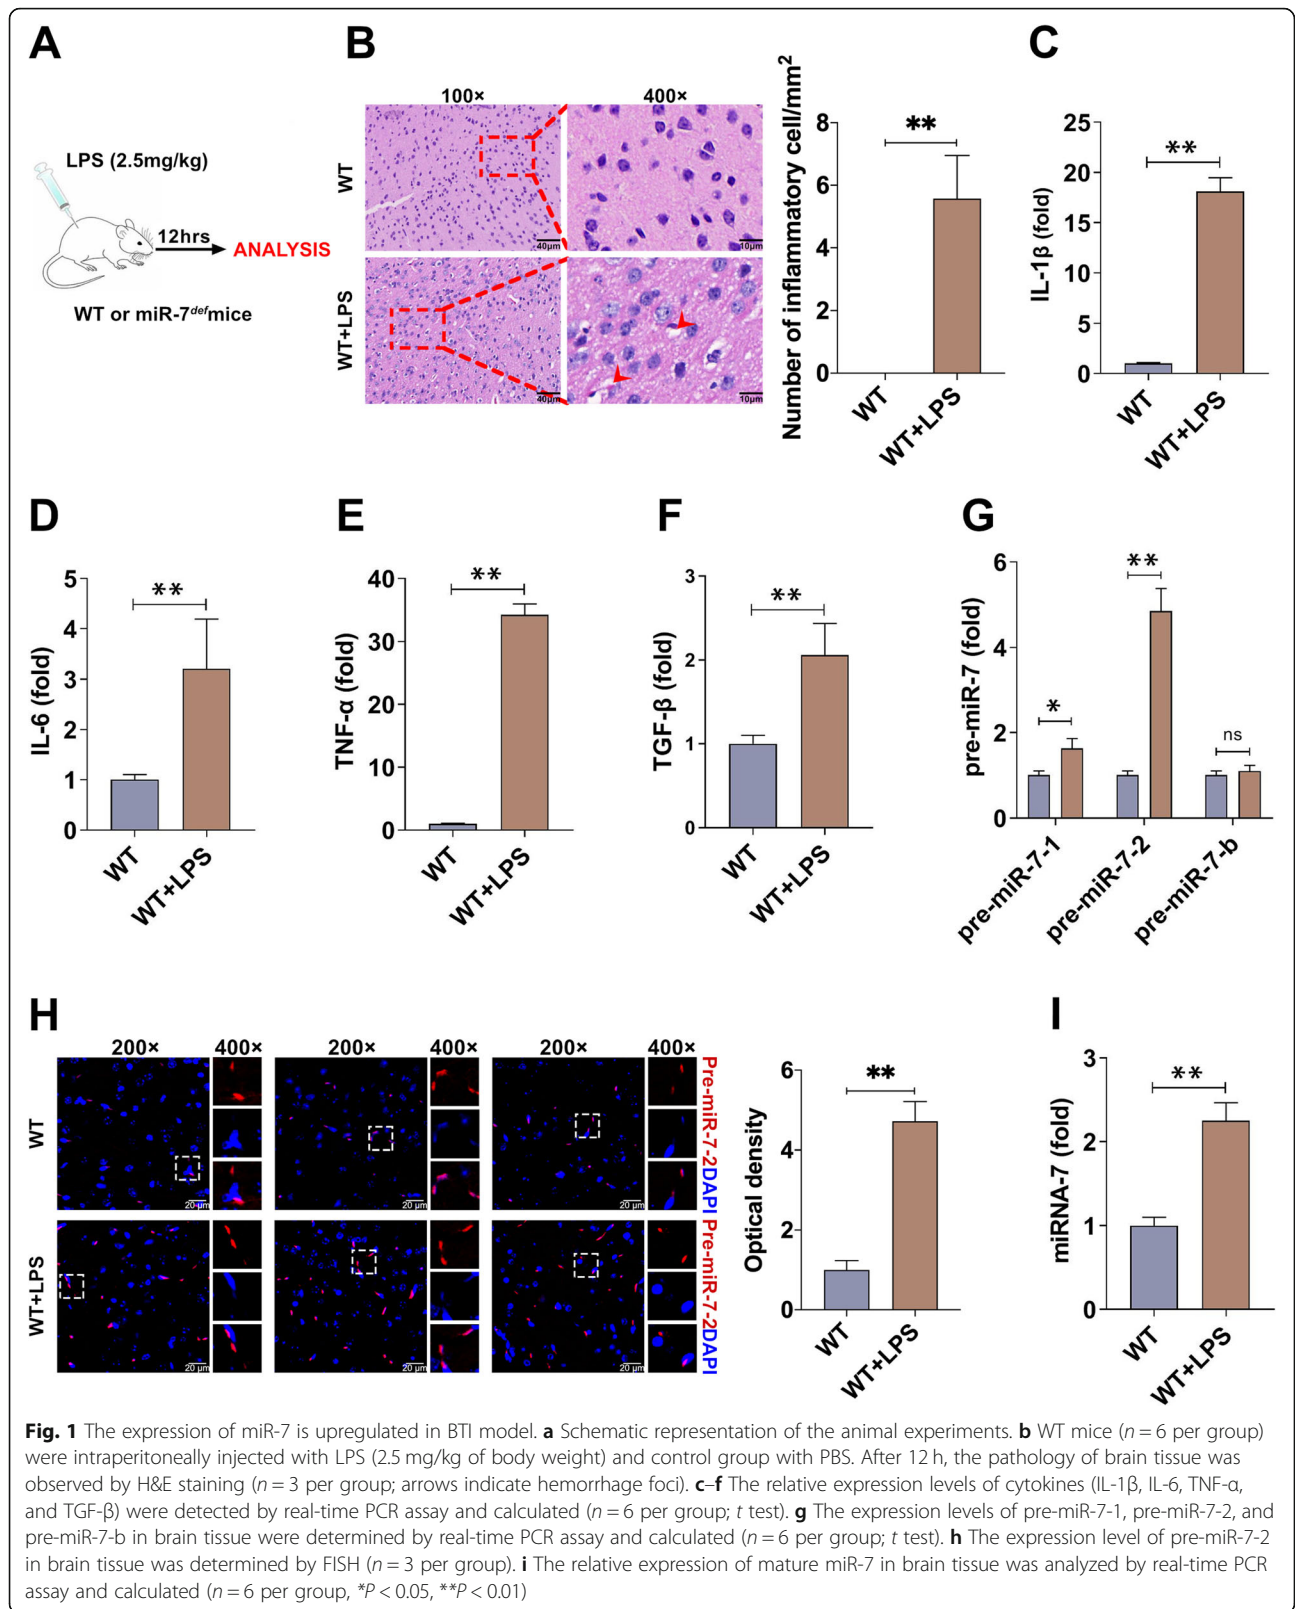 A
LPS (2.5mg/kg)
12hrs
ANALYSIS
WT or miR-7defmice
B
100×
400×
WT
40µm
10µm
WT+LPS
40µm
10µm
Number of inflammatory cell/mm2
8
6
4
2
0
**
WT
WT+LPS
C
IL-1β (fold)
25
20
15
10
5
0
**
WT
WT+LPS
D
IL-6 (fold)
5
4
3
2
1
0
**
WT
WT+LPS
E
TNF-α (fold)
40
30
20
10
0
**
WT
WT+LPS
F
TGF-β (fold)
3
2
1
0
**
WT
WT+LPS
G
pre-miR-7 (fold)
6
4
2
0
*
**
ns
pre-miR-7-1
pre-miR-7-2
pre-miR-7-b
H
200×
400×
200×
400×
200×
400×
WT
20 µm
20 µm
20 µm
Pre-miR-7-2DAPI
WT+LPS
20 µm
20 µm
20 µm
Pre-miR-7-2DAPI
Optical density
6
4
2
0
**
WT
WT+LPS
I
miRNA-7 (fold)
3
2
1
0
**
WT
WT+LPS
Fig. 1 The expression of miR-7 is upregulated in BTI model. a Schematic representation of the animal experiments. b WT mice (n = 6 per group)
were intraperitoneally injected with LPS (2.5 mg/kg of body weight) and control group with PBS. After 12 h, the pathology of brain tissue was
observed by H&E staining (n = 3 per group; arrows indicate hemorrhage foci). c–f The relative expression levels of cytokines (IL-1β, IL-6, TNF-α,
and TGF-β) were detected by real-time PCR assay and calculated (n = 6 per group; t test). g The expression levels of pre-miR-7-1, pre-miR-7-2, and
pre-miR-7-b in brain tissue were determined by real-time PCR assay and calculated (n = 6 per group; t test). h The expression level of pre-miR-7-2
in brain tissue was determined by FISH (n = 3 per group). i The relative expression of mature miR-7 in brain tissue was analyzed by real-time PCR
assay and calculated (n = 6 per group, *P < 0.05, **P < 0.01)